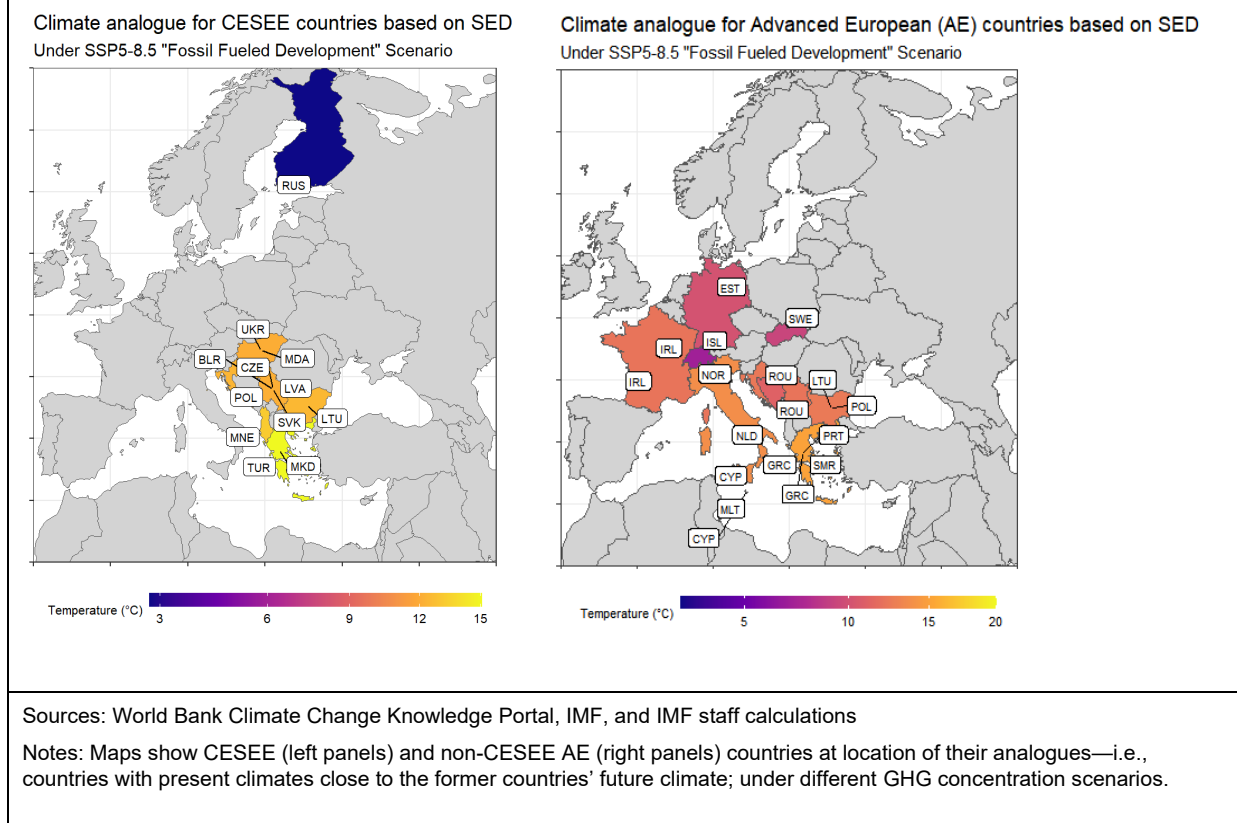 Climate analogue for CESEE countries based on SED
Under SSP5-8.5 "Fossil Fueled Development" Scenario
RUS
UKR
BLR
MDA
CZE
LVA
POL
SVK
LTU
MNE
TUR
MKD
Temperature (°C)
3 6 9 12 15
Climate analogue for Advanced European (AE) countries based on SED
Under SSP5-8.5 "Fossil Fueled Development" Scenario
EST
SWE
ISL
IRL
NOR
ROU
LTU
IRL
POL
ROU
NLD
PRT
GRC
SMR
CYP
GRC
MLT
CYP
Temperature (°C)
5 10 15 20
Sources: World Bank Climate Change Knowledge Portal, IMF, and IMF staff calculations
Notes: Maps show CESEE (left panels) and non-CESEE AE (right panels) countries at location of their analogues—i.e.,
countries with present climates close to the former countries’ future climate; under different GHG concentration scenarios.